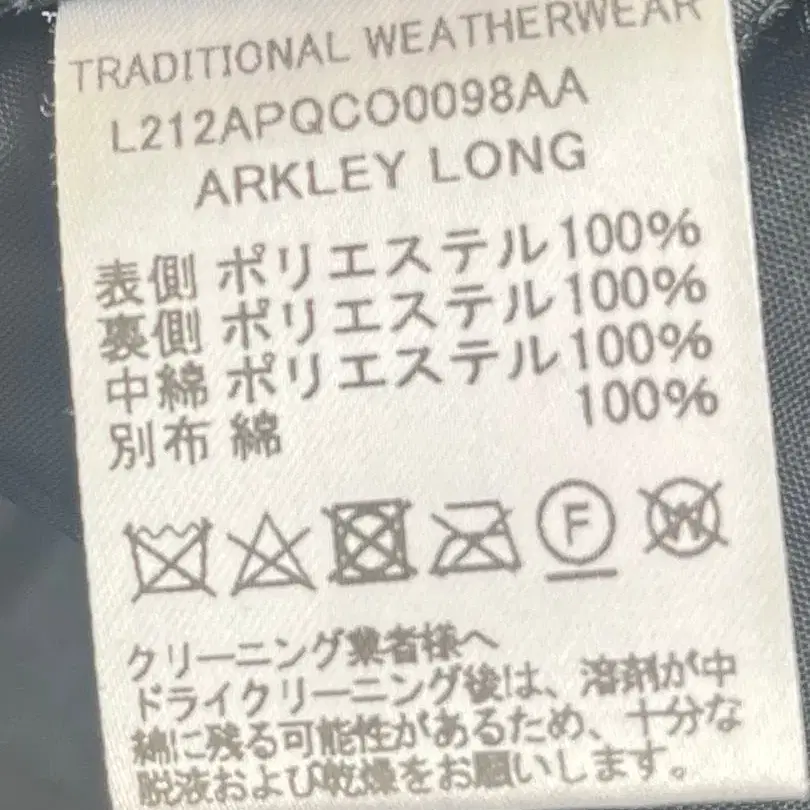 TRADITIONAL WEATHERWEAR
L212APQCO0098AA
ARKLEY LONG
表側 ポリエステル100%
裏側 ポリエステル100%
中綿 ポリエステル100%
別布 綿 100%
F
W
クリーニング業者様へ
ドライクリーニング後は、溶剤が中
綿に残る可能性があるため、十分な
脱液および乾燥をお願いします。